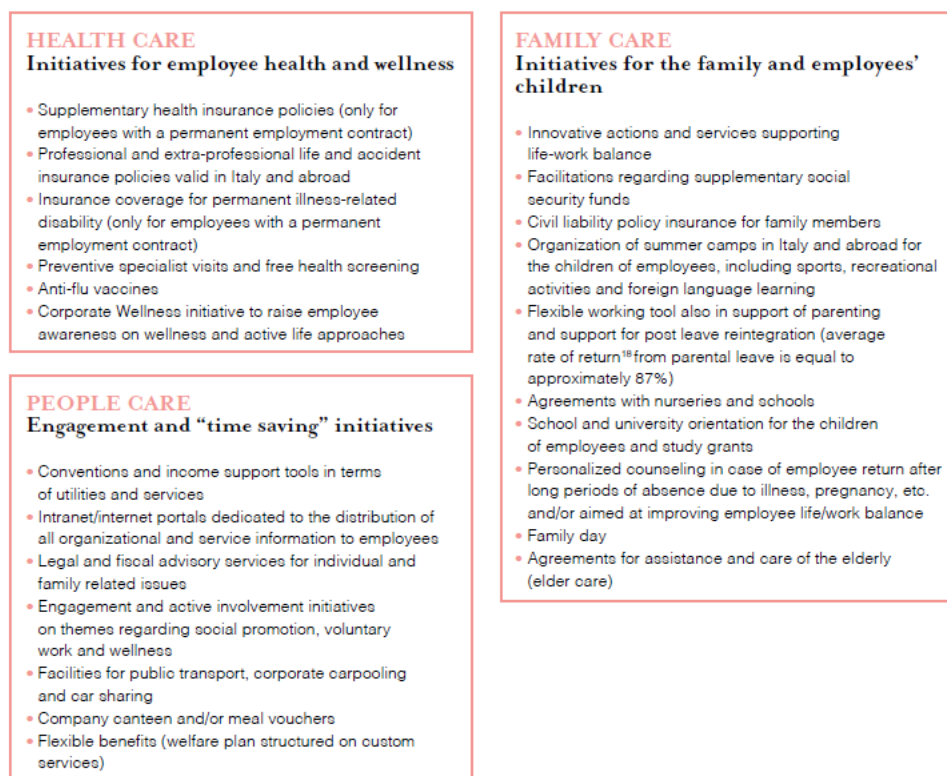 HEALTH CARE
Initiatives for employee health and wellness
• Supplementary health insurance policies (only for
employees with a permanent employment contract)
• Professional and extra-professional life and accident
insurance policies valid in Italy and abroad
• Insurance coverage for permanent illness-related
disability (only for employees with a permanent
employment contract)
• Preventive specialist visits and free health screening
• Anti-flu vaccines
• Corporate Wellness initiative to raise employee
awareness on wellness and active life approaches
PEOPLE CARE
Engagement and “time saving” initiatives
• Conventions and income support tools in terms
of utilities and services
• Intranet/internet portals dedicated to the distribution of
all organizational and service information to employees
• Legal and fiscal advisory services for individual and
family related issues
• Engagement and active involvement initiatives
on themes regarding social promotion, voluntary
work and wellness
• Facilities for public transport, corporate carpooling
and car sharing
• Company canteen and/or meal vouchers
• Flexible benefits (welfare plan structured on custom
services)
FAMILY CARE
Initiatives for the family and employees’
children
• Innovative actions and services supporting
life-work balance
• Facilitations regarding supplementary social
security funds
• Civil liability policy insurance for family members
• Organization of summer camps in Italy and abroad for
the children of employees, including sports, recreational
activities and foreign language learning
• Flexible working tool also in support of parenting
and support for post leave reintegration (average
rate of return¹⁸ from parental leave is equal to
approximately 87%)
• Agreements with nurseries and schools
• School and university orientation for the children
of employees and study grants
• Personalized counseling in case of employee return after
long periods of absence due to illness, pregnancy, etc.
and/or aimed at improving employee life/work balance
• Family day
• Agreements for assistance and care of the elderly
(elder care)